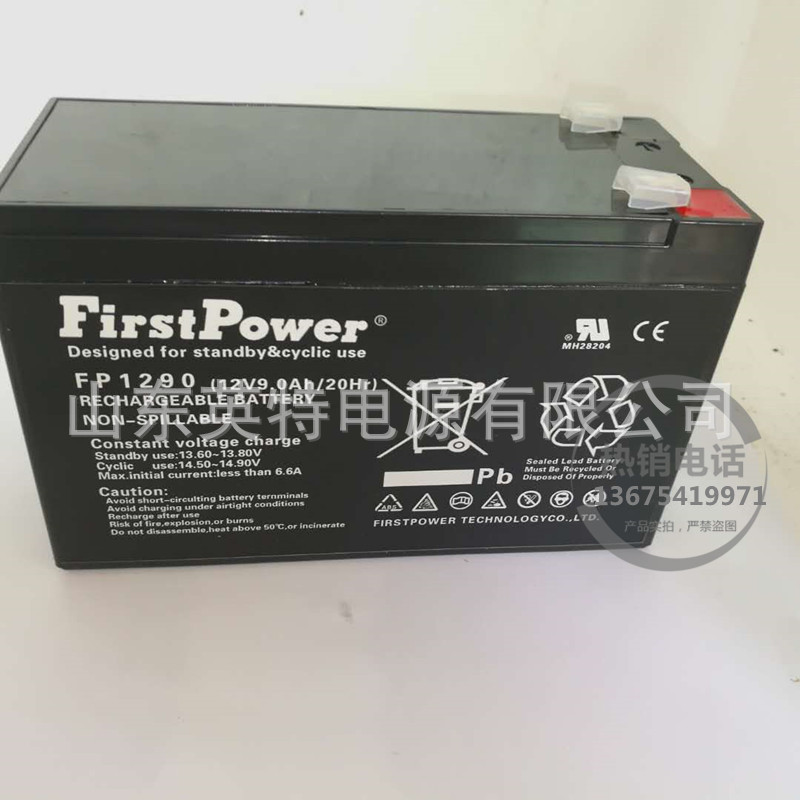 FirstPower®
Designed for standby&cyclic use
FP1290 (12V9.0Ah/20Hr)
RECHARGEABLE BATTERY
NON-SPILLABLE
Constant voltage charge
Standby use:13.60~13.80V
Cyclic use:14.50~14.90V
Max.initial current:less than 6.6A
Caution:
Avoid short-circuiting battery ternminals
Avoid charging under airtight conditions
Recharge after use
Risk of fire,explosion,or burns
Do not disassemble,heat above 50℃,or incinerate
MH28204
CE
Pb
Sealed Lead Battery
Must Be Recycled Or
Disposed Of Properly
ABS
FIRSTPOWER TECHNOLOGYCO.,LTD.
山东英特电源有限公司
热销电话
13675419971
产品实拍，严禁盗图